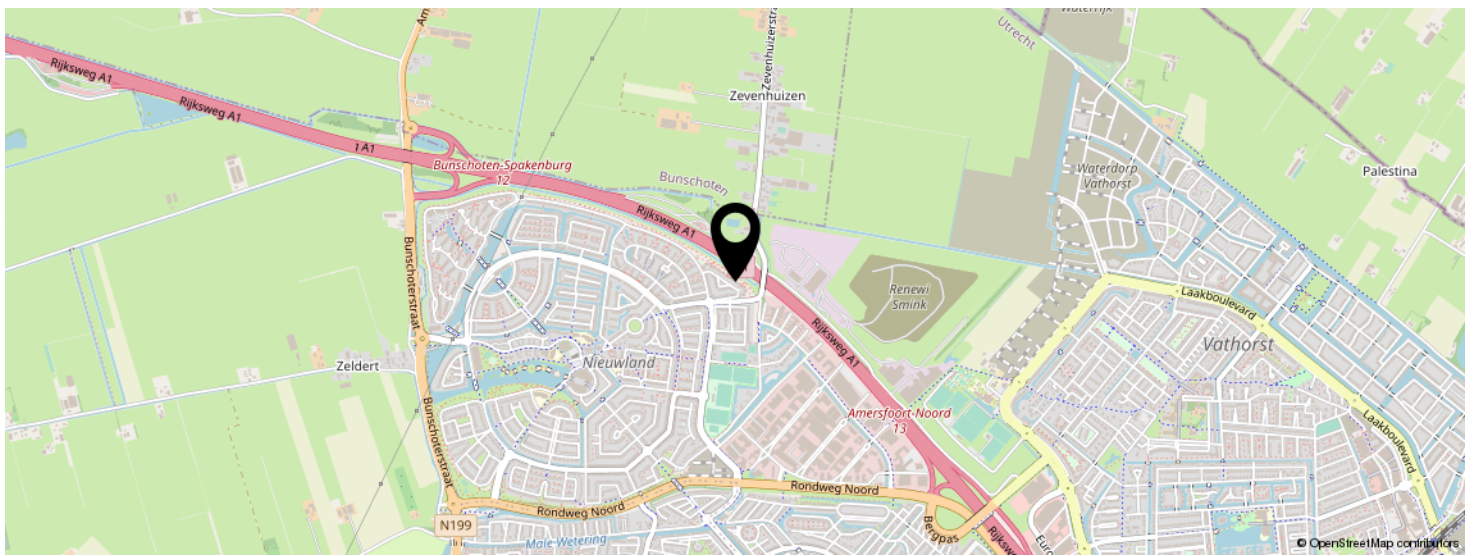 Waterrijk
Utrecht
Am
Zevenhuizerstra
Rijksweg A1
Zevenhuizen
Rijksweg A1
1 A1
Bunschoten-Spakenburg
12
Bunschoten
Waterdorp
Vathorst
Palestina
Rijksweg A1
Bunschoterstraat
Renewi
Smink
Laakboulevard
Rijksweg A1
Vathorst
Zeldert
Nieuwland
Bunschoterstraat
Amersfoort-Noord
13
Laakboulevard
Rondweg Noord
Rondweg Noord
N199
Male-Wetering
Bergpas
Rijksweg
Euro
© OpenStreetMap contributors